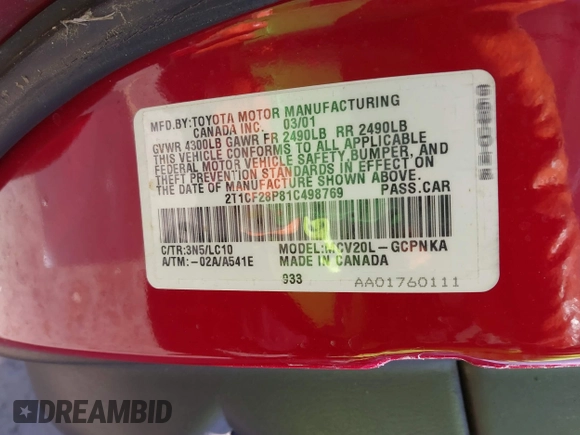 MFD.BY:TOYOTA MOTOR MANUFACTURING
CANADA INC. 03/01
GVWR 4300LB GAWR FR 2490LB RR 2490LB
THIS VEHICLE CONFORMS TO ALL APPLICABLE
FEDERAL MOTOR VEHICLE SAFETY, BUMPER, AND
THEFT PREVENTION STANDARDS IN EFFECT ON
THE DATE OF MANUFACTURE SHOWN ABOVE.
2T1CF28P81C498769 PASS.CAR
C/TR:3N5/LC10 MODEL:MCV20L-GCPNKA
A/TM:-02A/A541E MADE IN CANADA
933 AA01760111
DREAMBID